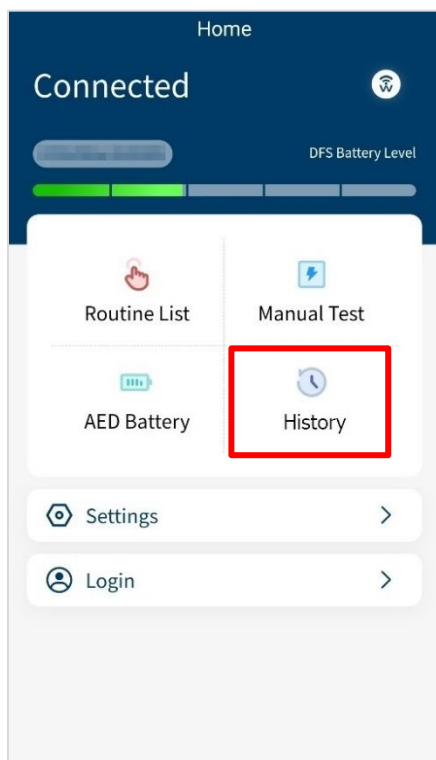 Home
Connected
DFS Battery Level
Routine List
Manual Test
AED Battery
History
Settings
Login